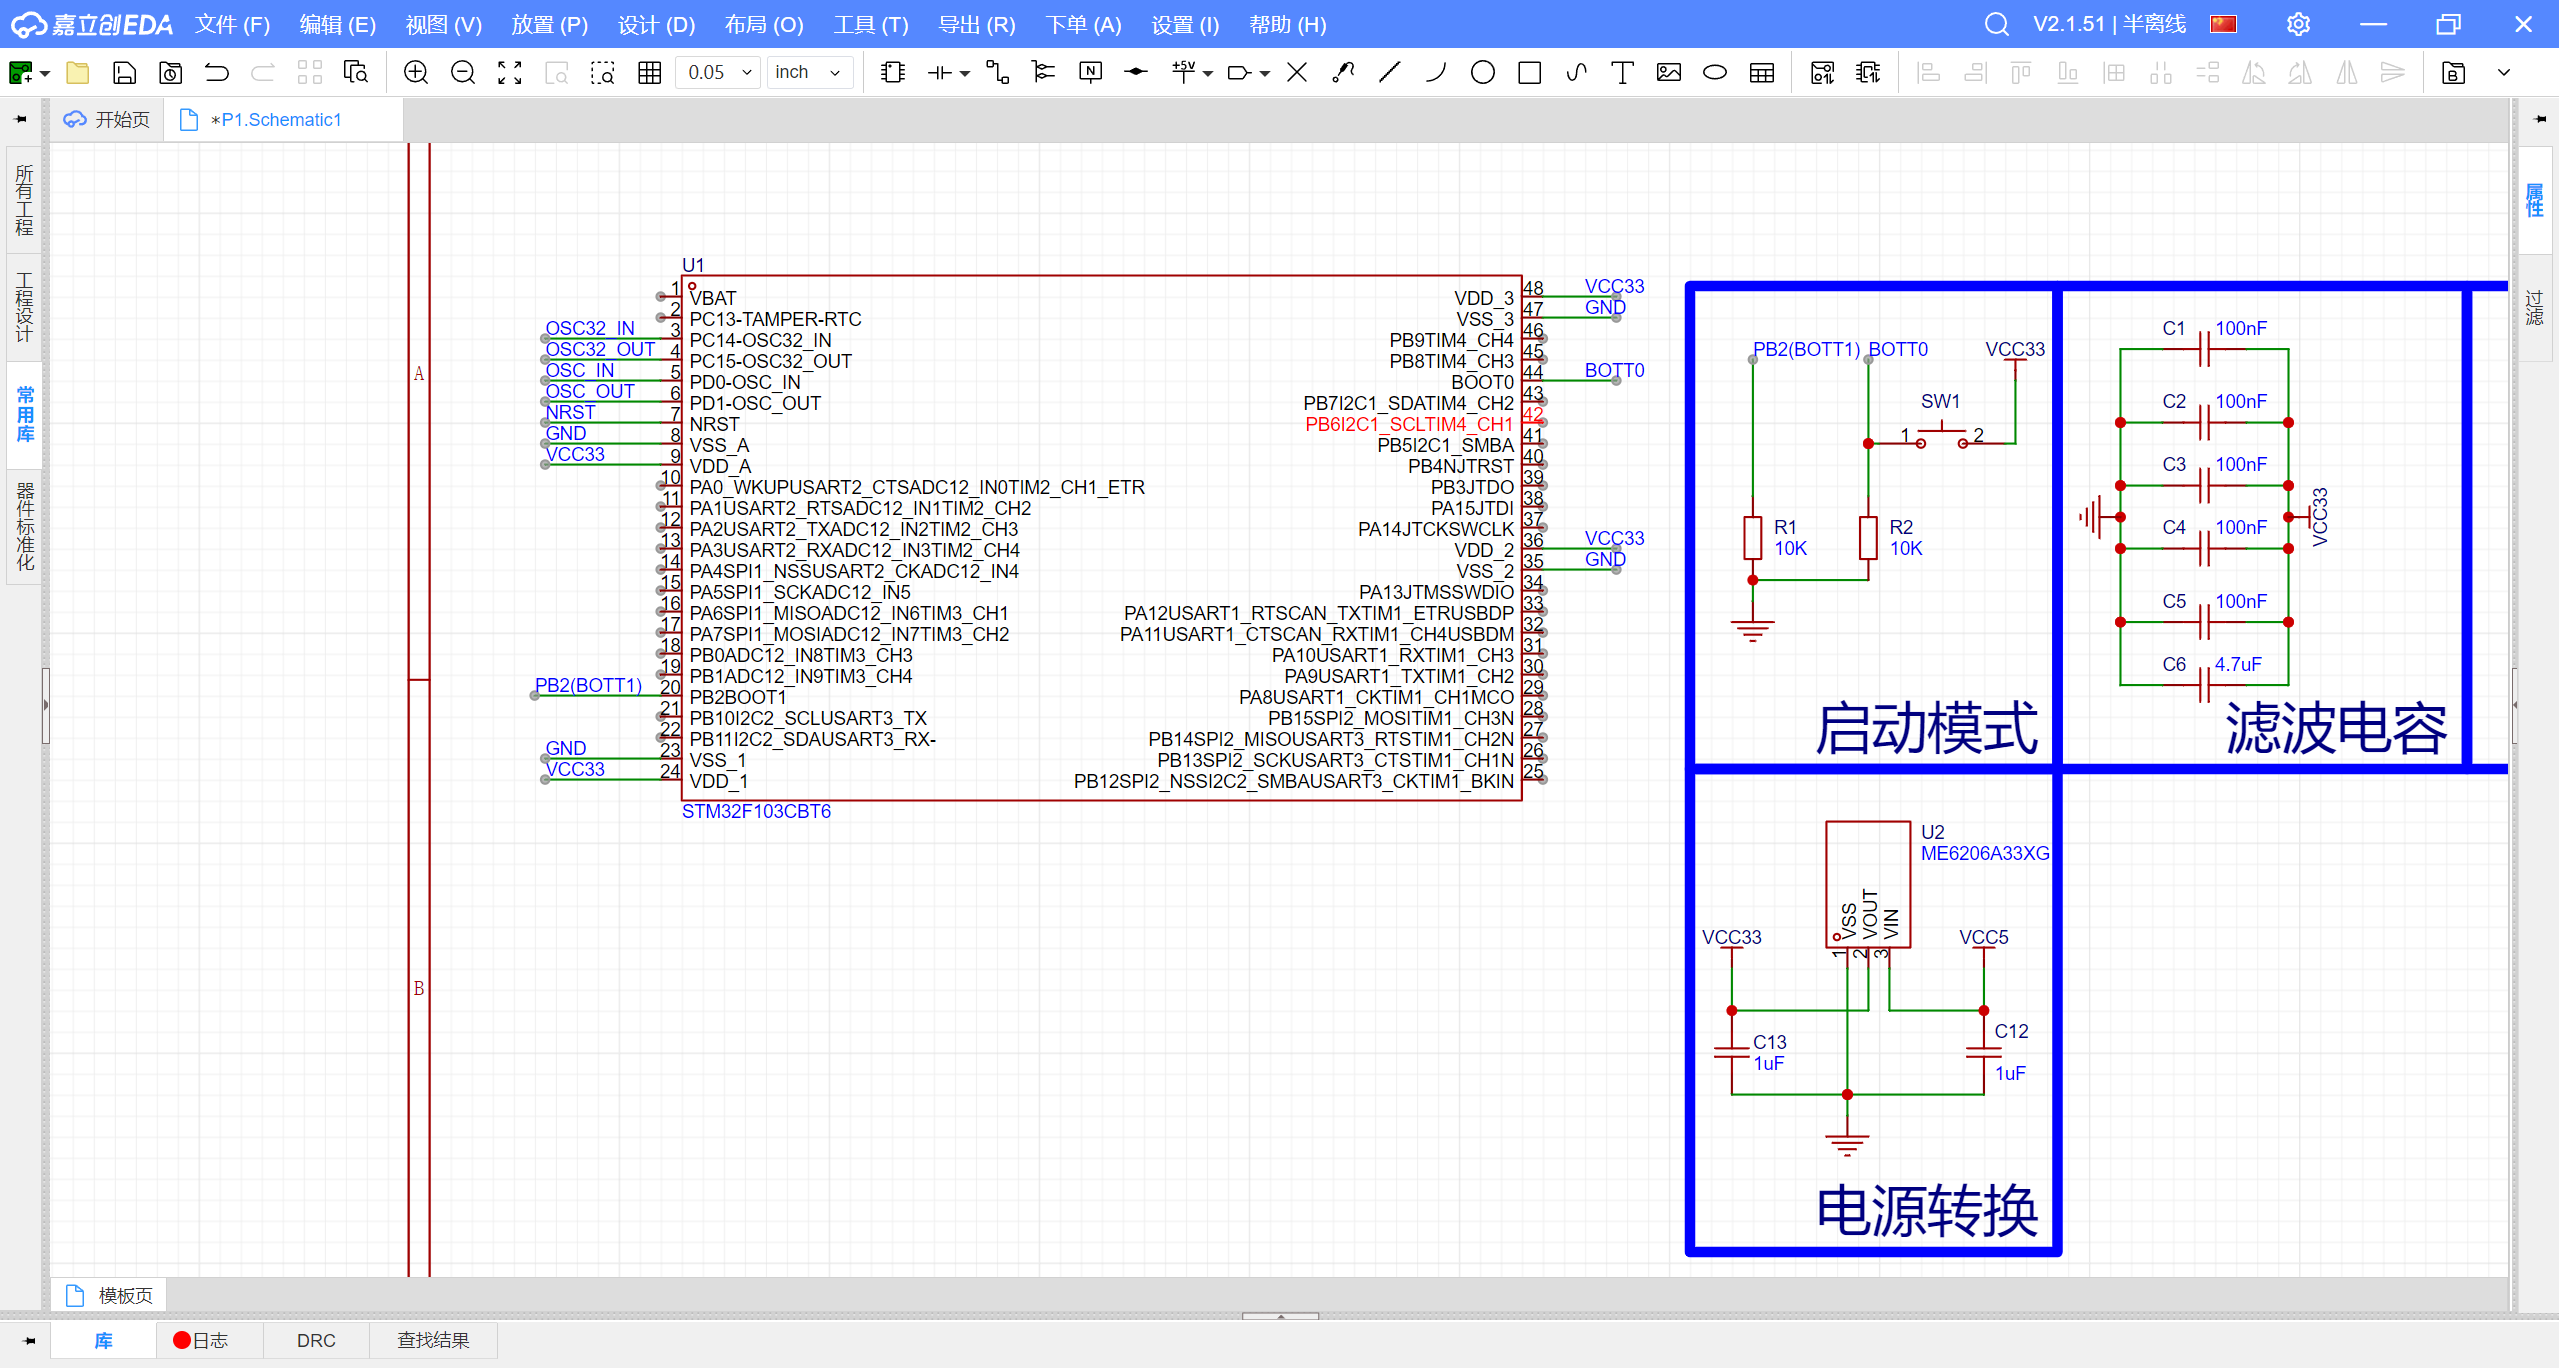 嘉立创EDA 文件 (F) 编辑 (E) 视图 (V) 放置 (P) 设计 (D) 布局 (O) 工具 (T) 导出 (R) 下单 (A) 设置 (I) 帮助 (H) V2.1.51 | 半离线
0.05 inch +5V N T B
开始页 *P1.Schematic1
所有工程
工程设计
常用库
器件标准化
属性
过滤
A
B
U1
1 VBAT
2 PC13-TAMPER-RTC
OSC32_IN 3 PC14-OSC32_IN
OSC32_OUT 4 PC15-OSC32_OUT
OSC_IN 5 PD0-OSC_IN
OSC_OUT 6 PD1-OSC_OUT
NRST 7 NRST
GND 8 VSS_A
VCC33 9 VDD_A
10 PA0_WKUPUSART2_CTSADC12_IN0TIM2_CH1_ETR
11 PA1USART2_RTSADC12_IN1TIM2_CH2
12 PA2USART2_TXADC12_IN2TIM2_CH3
13 PA3USART2_RXADC12_IN3TIM2_CH4
14 PA4SPI1_NSSUSART2_CKADC12_IN4
15 PA5SPI1_SCKADC12_IN5
16 PA6SPI1_MISOADC12_IN6TIM3_CH1
17 PA7SPI1_MOSIADC12_IN7TIM3_CH2
18 PB0ADC12_IN8TIM3_CH3
19 PB1ADC12_IN9TIM3_CH4
PB2(BOTT1) 20 PB2BOOT1
21 PB10I2C2_SCLUSART3_TX
22 PB11I2C2_SDAUSART3_RX-
GND 23 VSS_1
VCC33 24 VDD_1
STM32F103CBT6
VDD_3 48 VCC33
VSS_3 47 GND
PB9TIM4_CH4 46
PB8TIM4_CH3 45
BOOT0 44 BOTT0
PB7I2C1_SDATIM4_CH2 43
PB6I2C1_SCLTIM4_CH1 42
PB5I2C1_SMBA 41
PB4NJTRST 40
PB3JTDO 39
PA15JTDI 38
PA14JTCKSWCLK 37
VDD_2 36 VCC33
VSS_2 35 GND
PA13JTMSSWDIO 34
PA12USART1_RTSCAN_TXTIM1_ETRUSBDP 33
PA11USART1_CTSCAN_RXTIM1_CH4USBDM 32
PA10USART1_RXTIM1_CH3 31
PA9USART1_TXTIM1_CH2 30
PA8USART1_CKTIM1_CH1MCO 29
PB15SPI2_MOSITIM1_CH3N 28
PB14SPI2_MISOUSART3_RTSTIM1_CH2N 27
PB13SPI2_SCKUSART3_CTSTIM1_CH1N 26
PB12SPI2_NSSI2C2_SMBAUSART3_CKTIM1_BKIN 25
PB2(BOTT1) BOTT0 VCC33
SW1
1 2
R1
10K
R2
10K
启动模式
C1 100nF
C2 100nF
C3 100nF
C4 100nF
VCC33
C5 100nF
C6 4.7uF
滤波电容
U2
ME6206A33XG
VSS VOUT VIN
1 2 3
VCC33 VCC5
C13
1uF
C12
1uF
电源转换
模板页
库 日志 DRC 查找结果